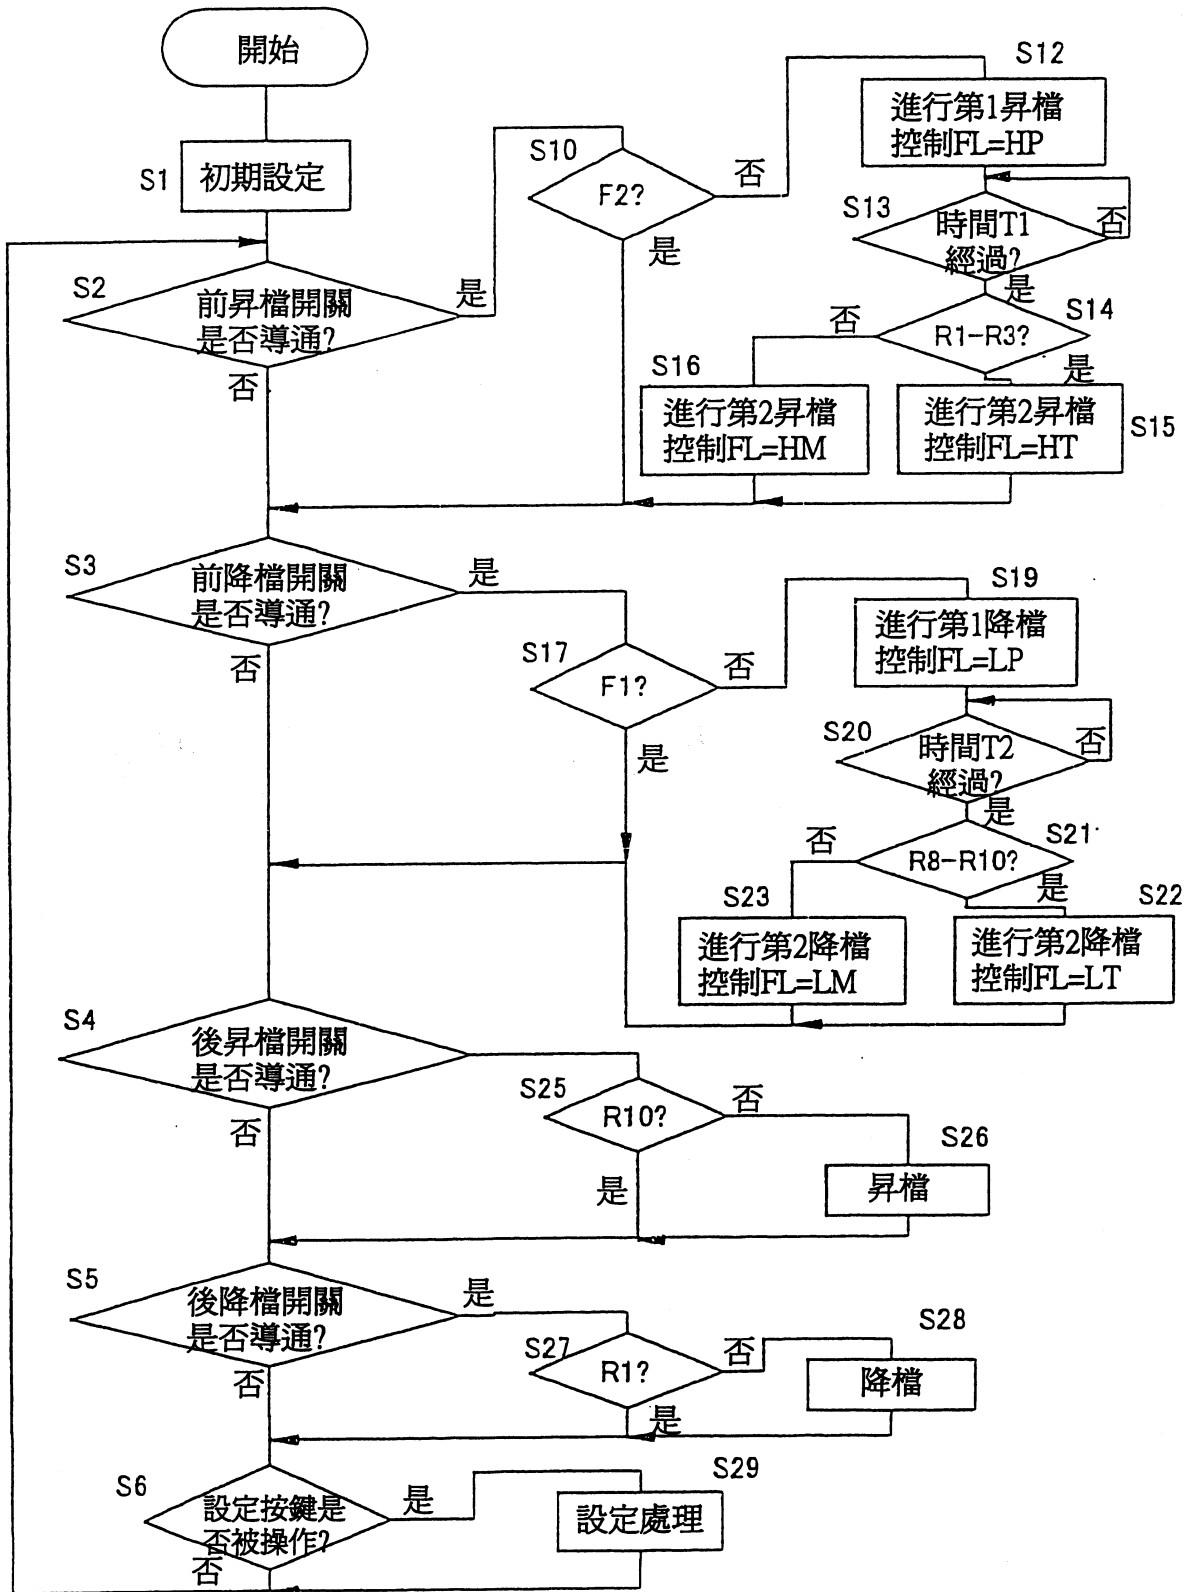 開始
S1
初期設定
S2
前昇檔開關
是否導通?
是
否
S10
F2?
否
是
S12
進行第1昇檔
控制FL=HP
S13
時間T1
經過?
否
是
S14
R1-R3?
否
是
S16
進行第2昇檔
控制FL=HM
進行第2昇檔
控制FL=HT
S15
S3
前降檔開關
是否導通?
是
否
S17
F1?
否
是
S19
進行第1降檔
控制FL=LP
S20
時間T2
經過?
否
是
S21
R8-R10?
否
是
S23
進行第2降檔
控制FL=LM
S22
進行第2降檔
控制FL=LT
S4
後昇檔開關
是否導通?
否
S25
R10?
否
是
S26
昇檔
S5
後降檔開關
是否導通?
是
否
S27
R1?
否
是
S28
降檔
S6
設定按鍵是
否被操作?
是
否
S29
設定處理